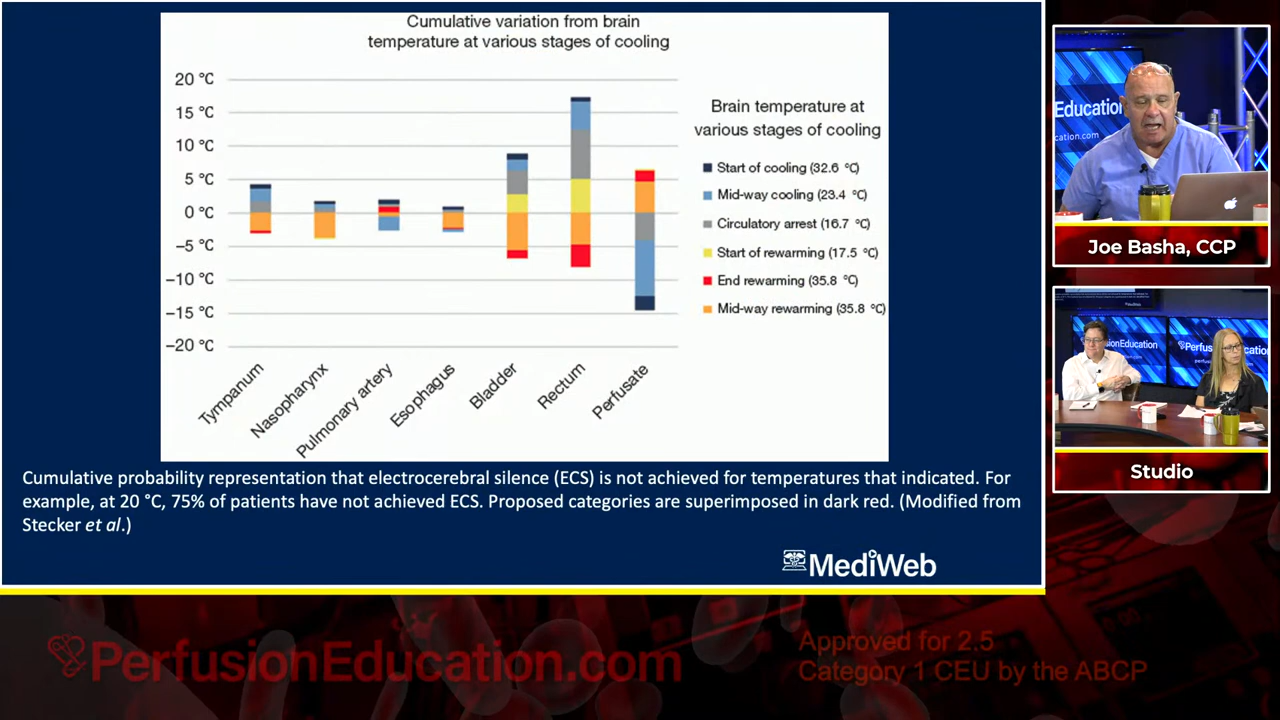 Cumulative variation from brain
temperature at various stages of cooling
20 °C
15 °C
10 °C
5 °C
0 °C
−5 °C
−10 °C
−15 °C
−20 °C
Tympanum
Nasopharynx
Pulmonary artery
Esophagus
Bladder
Rectum
Perfusate
Brain temperature at
various stages of cooling
Start of cooling (32.6 °C)
Mid-way cooling (23.4 °C)
Circulatory arrest (16.7 °C)
Start of rewarming (17.5 °C)
End rewarming (35.8 °C)
Mid-way rewarming (35.8 °C)
Cumulative probability representation that electrocerebral silence (ECS) is not achieved for temperatures that indicated. For
example, at 20 °C, 75% of patients have not achieved ECS. Proposed categories are superimposed in dark red. (Modified from
Stecker et al.)
MediWeb
Education
cation.com
Joe Basha, CCP
Studio
PerfusionEducation.com
Approved for 2.5
Category 1 CEU by the ABCP